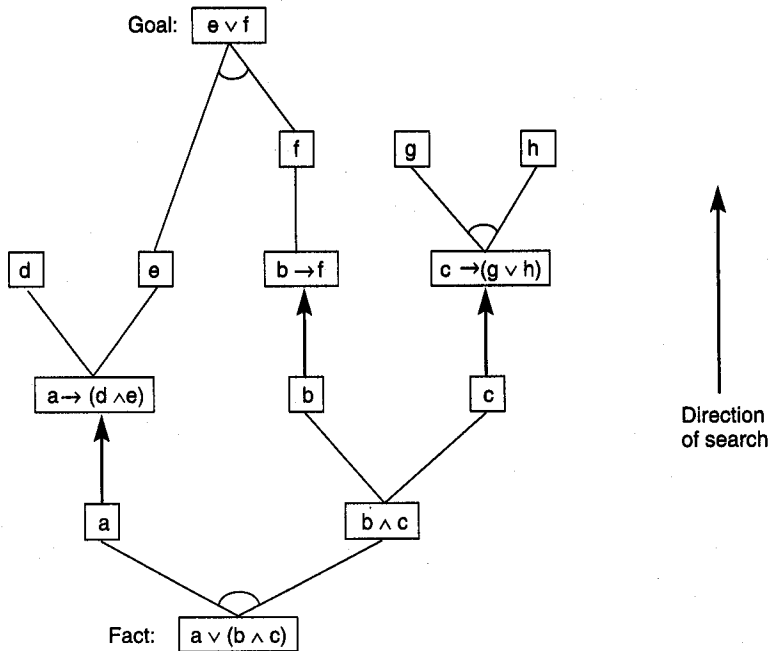 Goal: e ∨ f
f
g
h
d
e
b → f
c → (g ∨ h)
a → (d ∧ e)
b
c
Direction
of search
a
b ∧ c
Fact: a ∨ (b ∧ c)